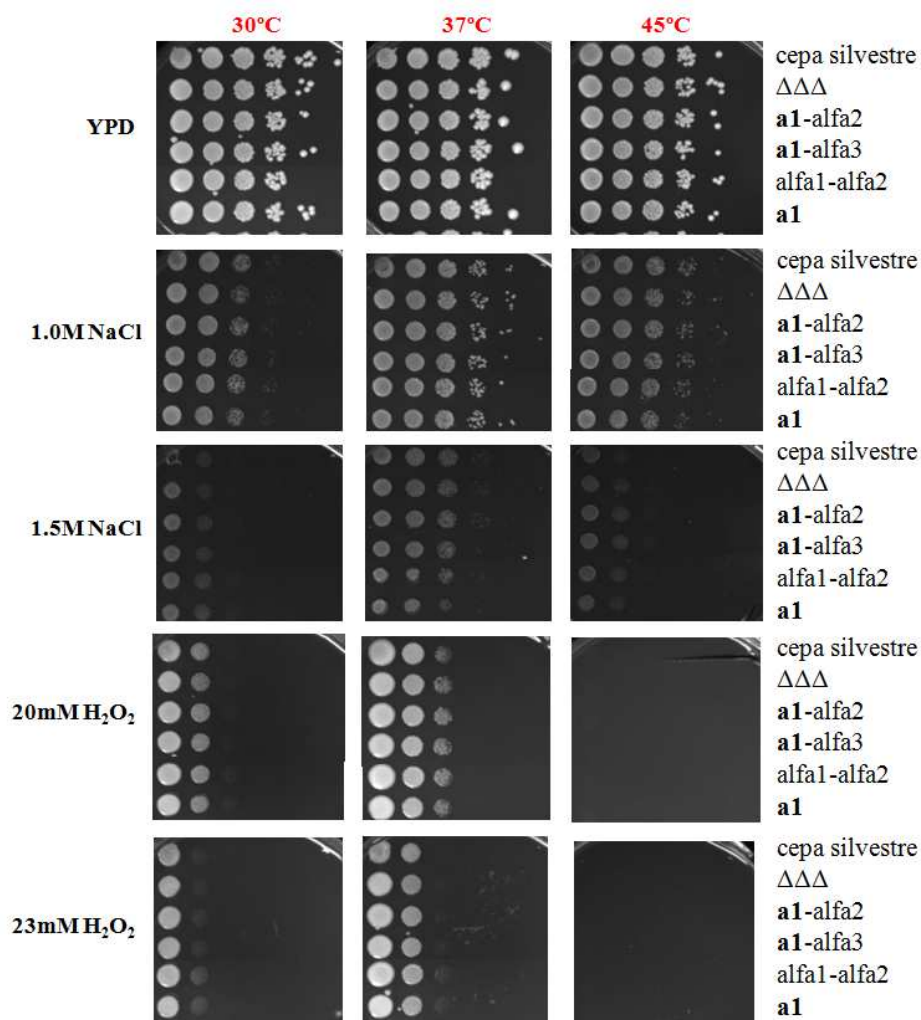 30ºC 37ºC 45ºC
YPD
cepa silvestre
ΔΔΔ
a1-alfa2
a1-alfa3
alfa1-alfa2
a1
1.0M NaCl
cepa silvestre
ΔΔΔ
a1-alfa2
a1-alfa3
alfa1-alfa2
a1
1.5M NaCl
cepa silvestre
ΔΔΔ
a1-alfa2
a1-alfa3
alfa1-alfa2
a1
20mM H₂O₂
cepa silvestre
ΔΔΔ
a1-alfa2
a1-alfa3
alfa1-alfa2
a1
23mM H₂O₂
cepa silvestre
ΔΔΔ
a1-alfa2
a1-alfa3
alfa1-alfa2
a1